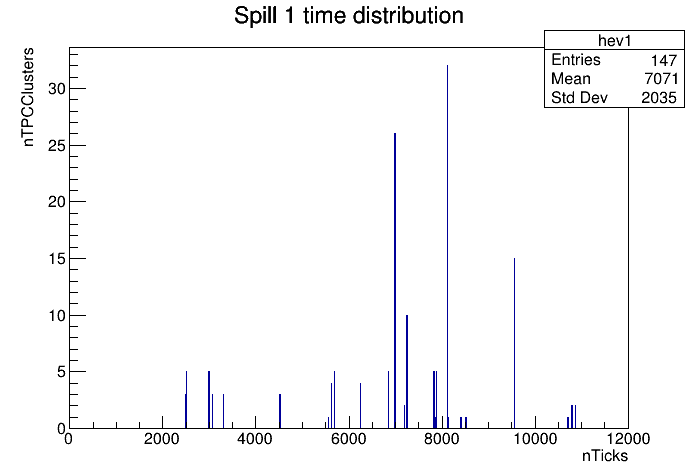 Spill 1 time distribution
hev1
Entries 147
Mean 7071
Std Dev 2035
nTPCClusters
30
25
20
15
10
5
0
0 2000 4000 6000 8000 10000 12000
nTicks